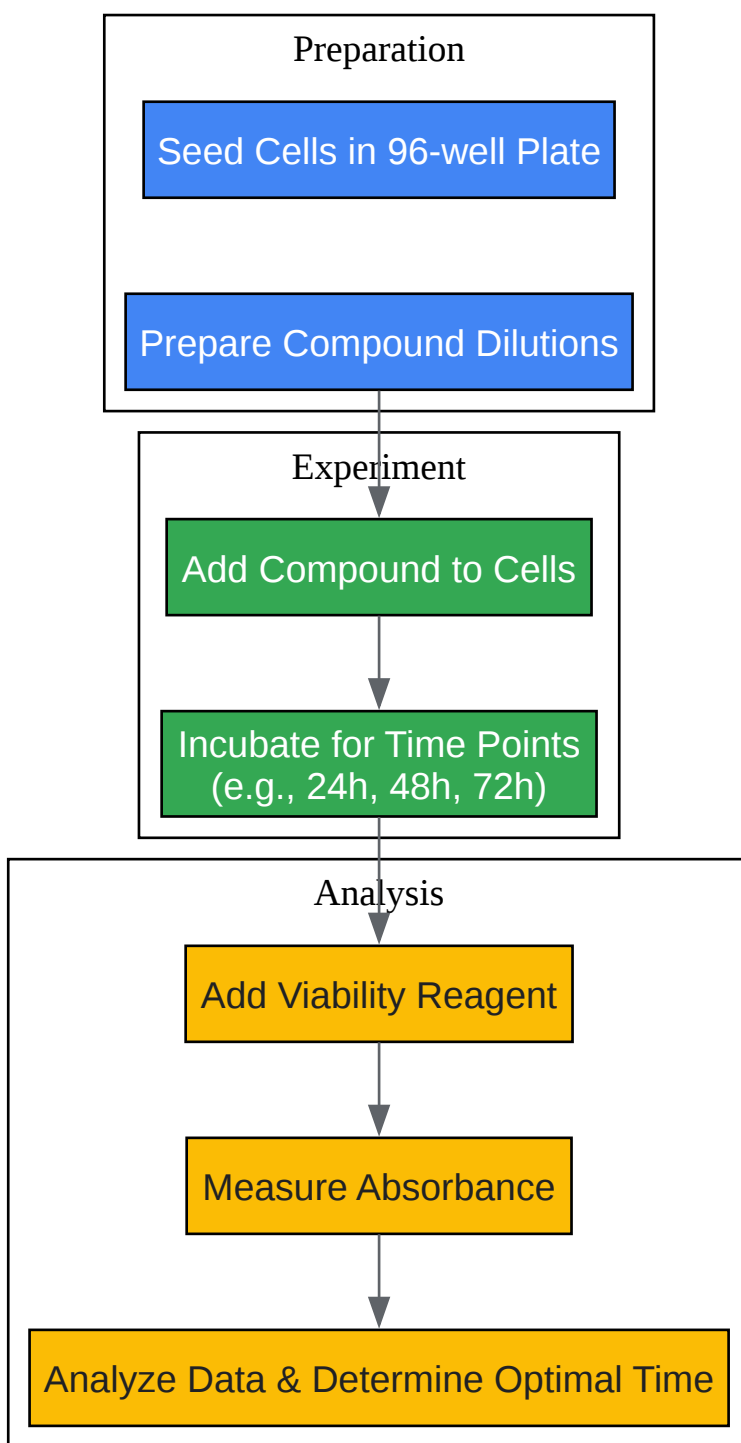 Preparation
Seed Cells in 96-well Plate
Prepare Compound Dilutions
Experiment
Add Compound to Cells
Incubate for Time Points
(e.g., 24h, 48h, 72h)
Analysis
Add Viability Reagent
Measure Absorbance
Analyze Data & Determine Optimal Time